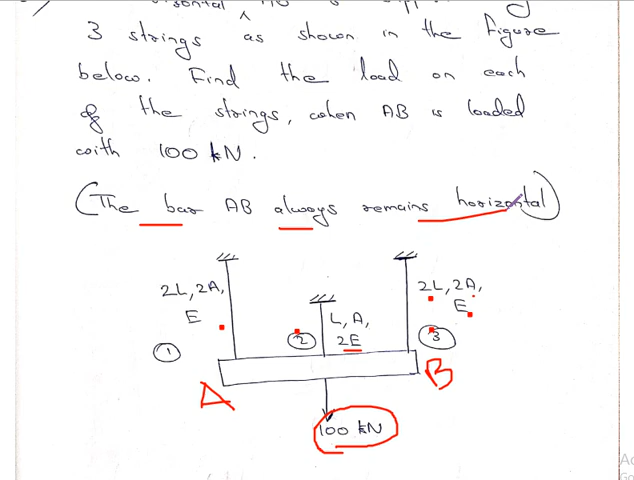 3 strings as shown in the figure
below. Find the load on each
of the strings, when AB is loaded
with 100 kN.
(The bar AB always remains horizontal)
2L, 2A,
E
①
L, A,
2E
②
2L, 2A,
E
③
A
B
100 kN